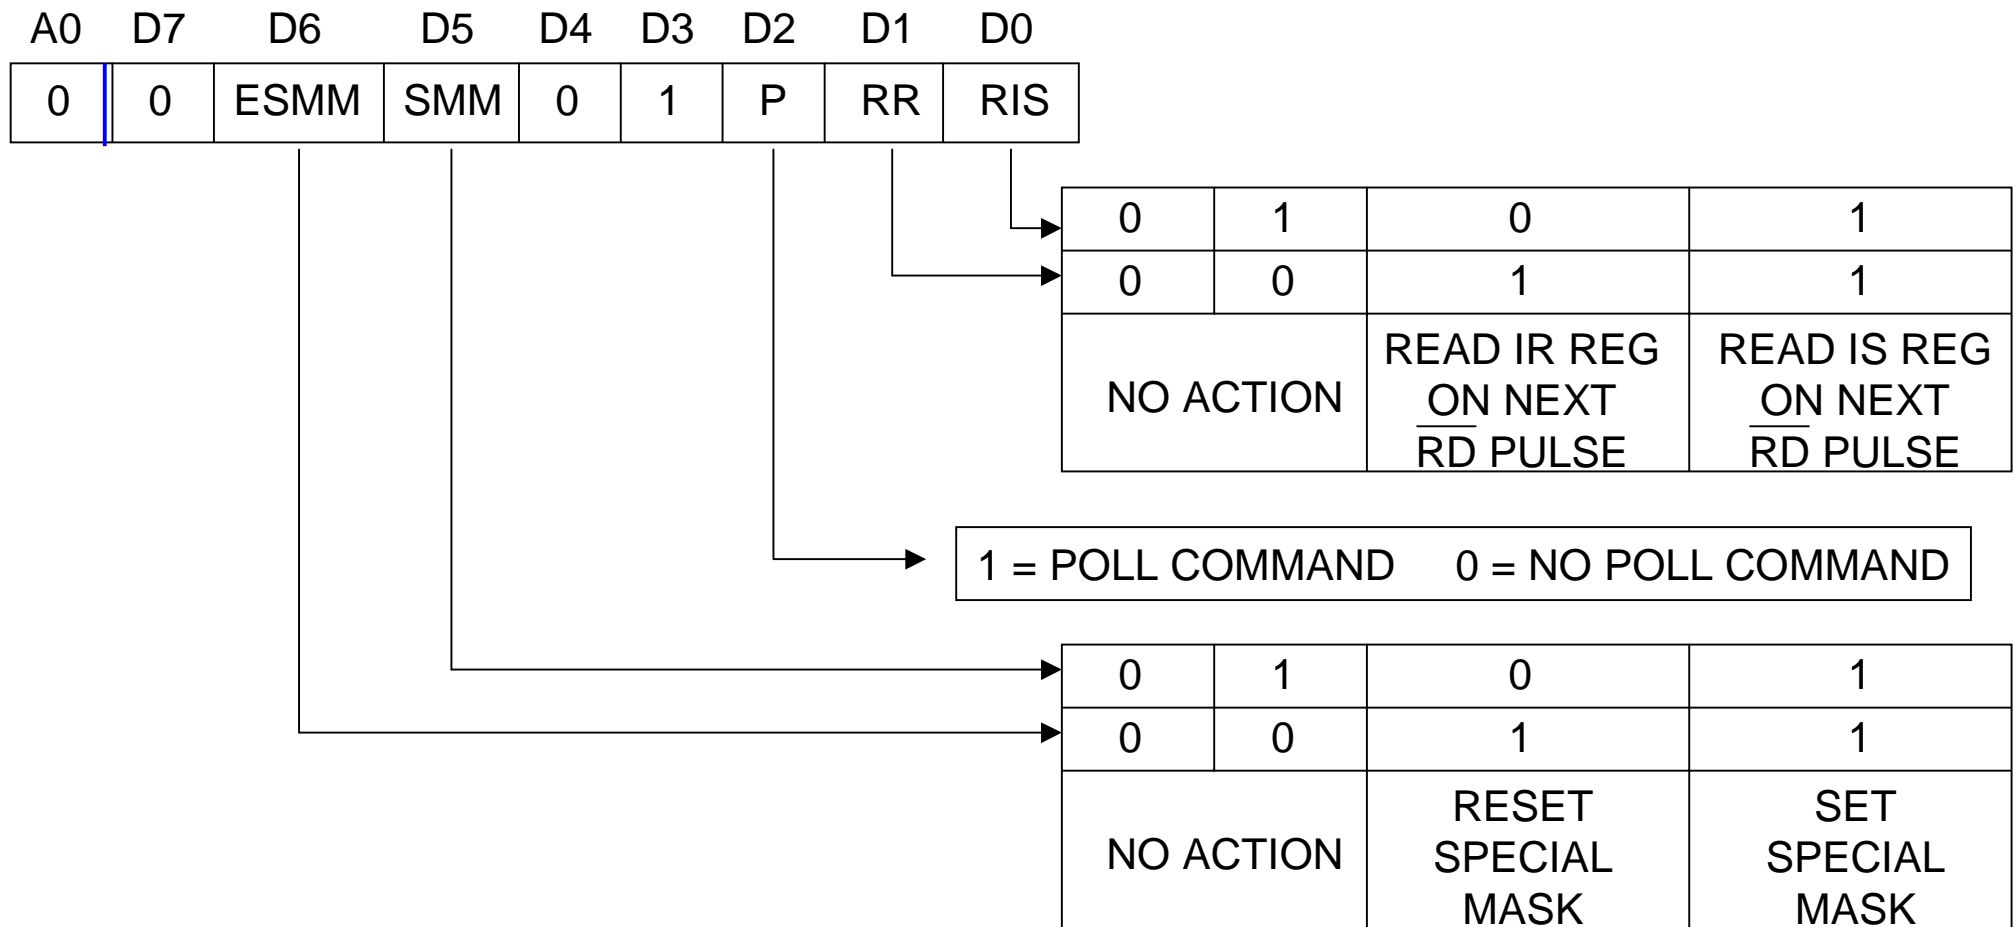 A0 D7 D6 D5 D4 D3 D2 D1 D0
0 0 ESMM SMM 0 1 P RR RIS
0 1 0 1
0 0 1 1
NO ACTION
READ IR REG
ON NEXT
RD PULSE
READ IS REG
ON NEXT
RD PULSE
1 = POLL COMMAND 0 = NO POLL COMMAND
0 1 0 1
0 0 1 1
NO ACTION
RESET
SPECIAL
MASK
SET
SPECIAL
MASK